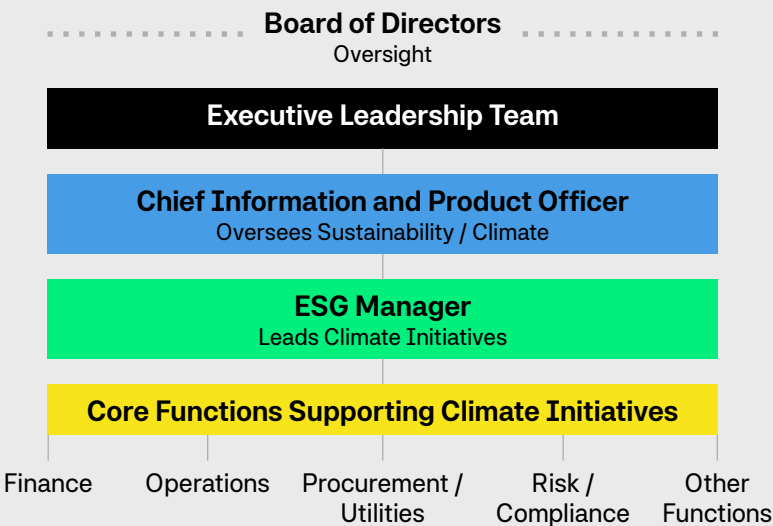 Board of Directors
Oversight
Executive Leadership Team
Chief Information and Product Officer
Oversees Sustainability / Climate
ESG Manager
Leads Climate Initiatives
Core Functions Supporting Climate Initiatives
Finance
Operations
Procurement /
Utilities
Risk /
Compliance
Other
Functions